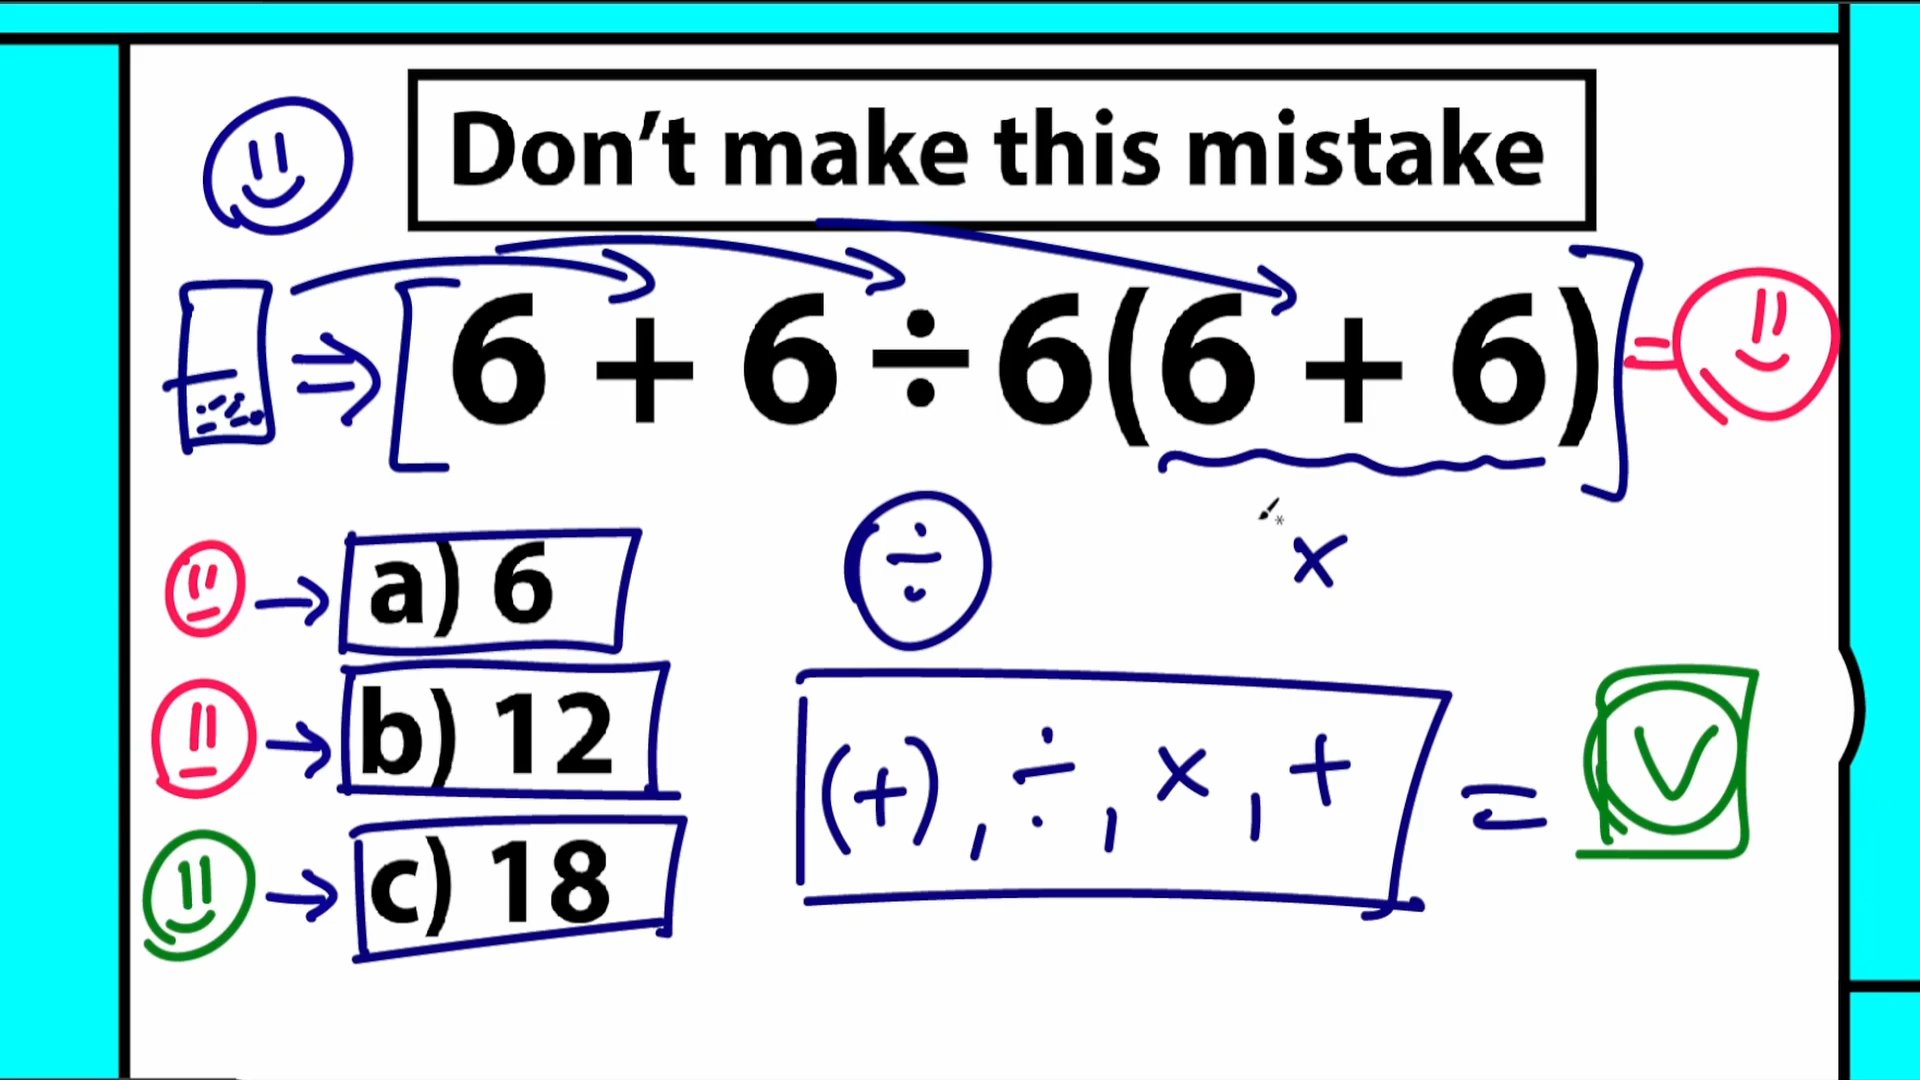 Don’t make this mistake
[6 + 6 ÷ 6(6 + 6)] =
÷
x
a) 6
b) 12
c) 18
(+) , ÷ , x , + = V